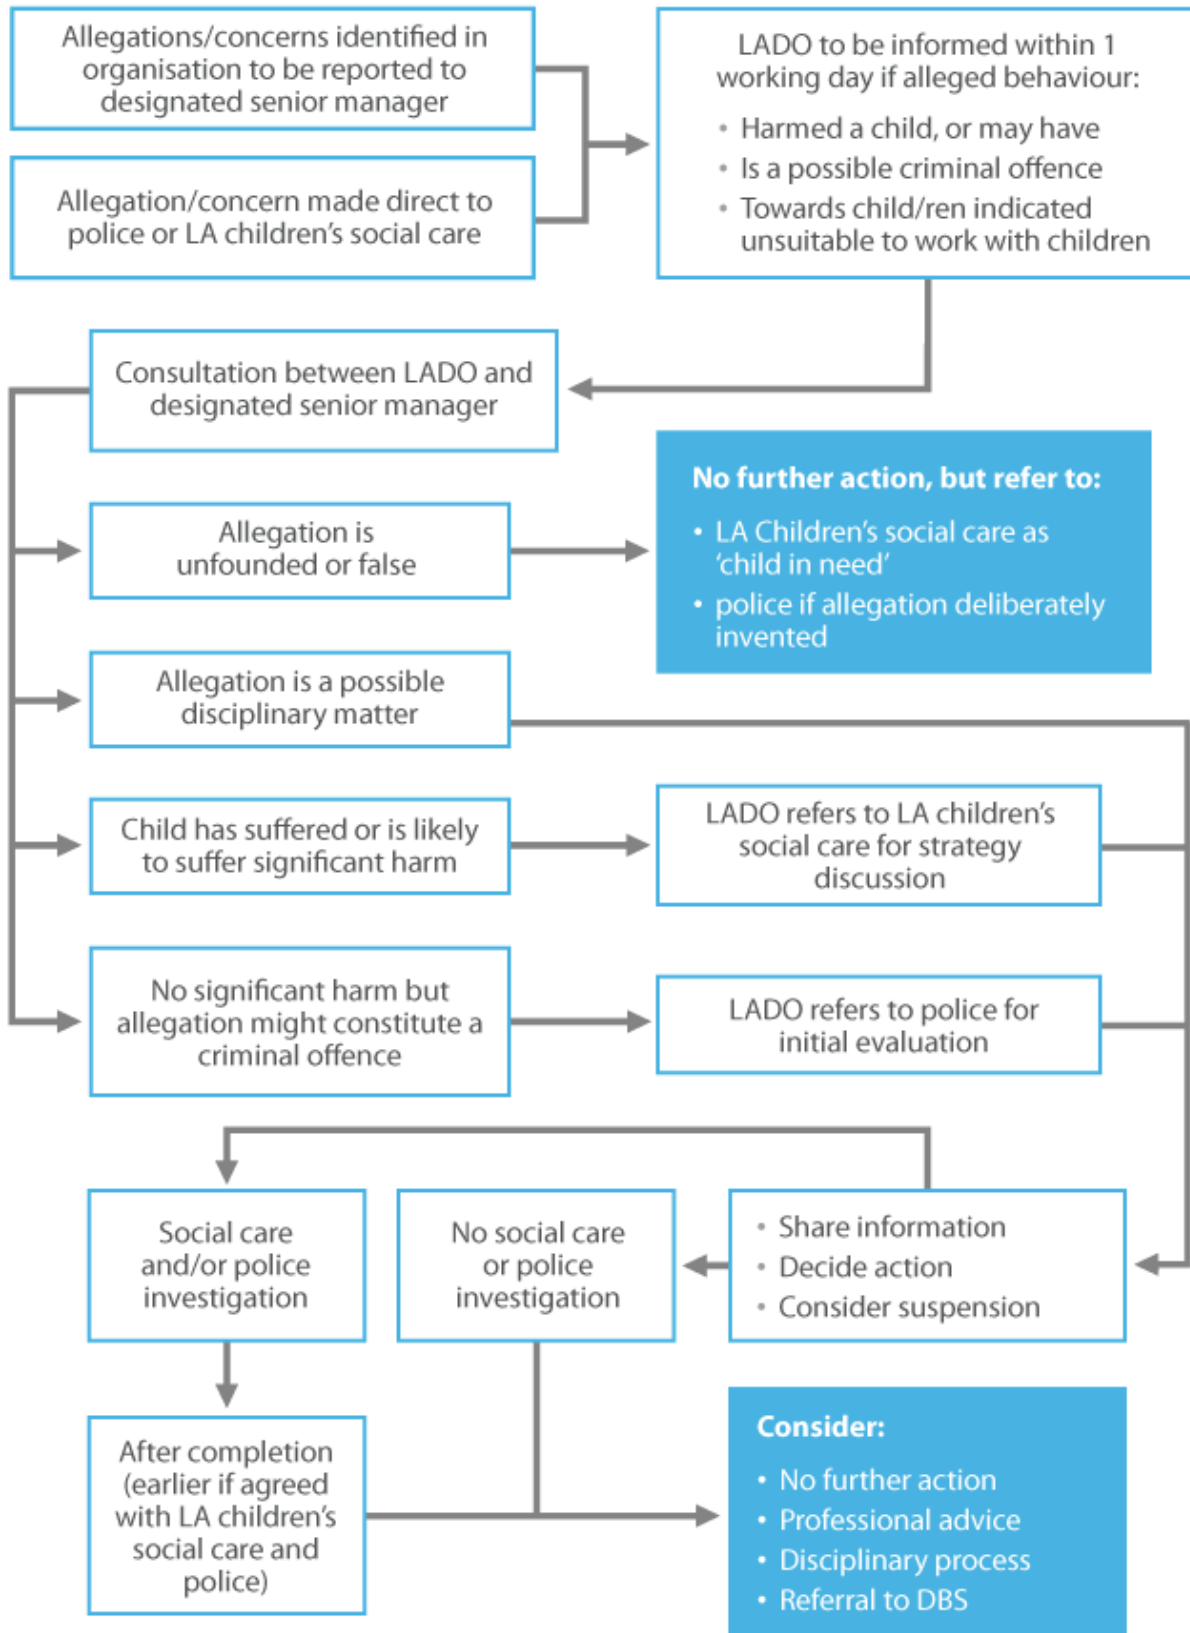 Allegations/concerns identified in
organisation to be reported to
designated senior manager
Allegation/concern made direct to
police or LA children's social care
LADO to be informed within 1
working day if alleged behaviour:
• Harmed a child, or may have
• Is a possible criminal offence
• Towards child/ren indicated
unsuitable to work with children
Consultation between LADO and
designated senior manager
Allegation is
unfounded or false
No further action, but refer to:
• LA Children's social care as
'child in need'
• police if allegation deliberately
invented
Allegation is a possible
disciplinary matter
Child has suffered or is likely
to suffer significant harm
LADO refers to LA children's
social care for strategy
discussion
No significant harm but
allegation might constitute a
criminal offence
LADO refers to police for
initial evaluation
Social care
and/or police
investigation
No social care
or police
investigation
• Share information
• Decide action
• Consider suspension
After completion
(earlier if agreed
with LA children's
social care and
police)
Consider:
• No further action
• Professional advice
• Disciplinary process
• Referral to DBS